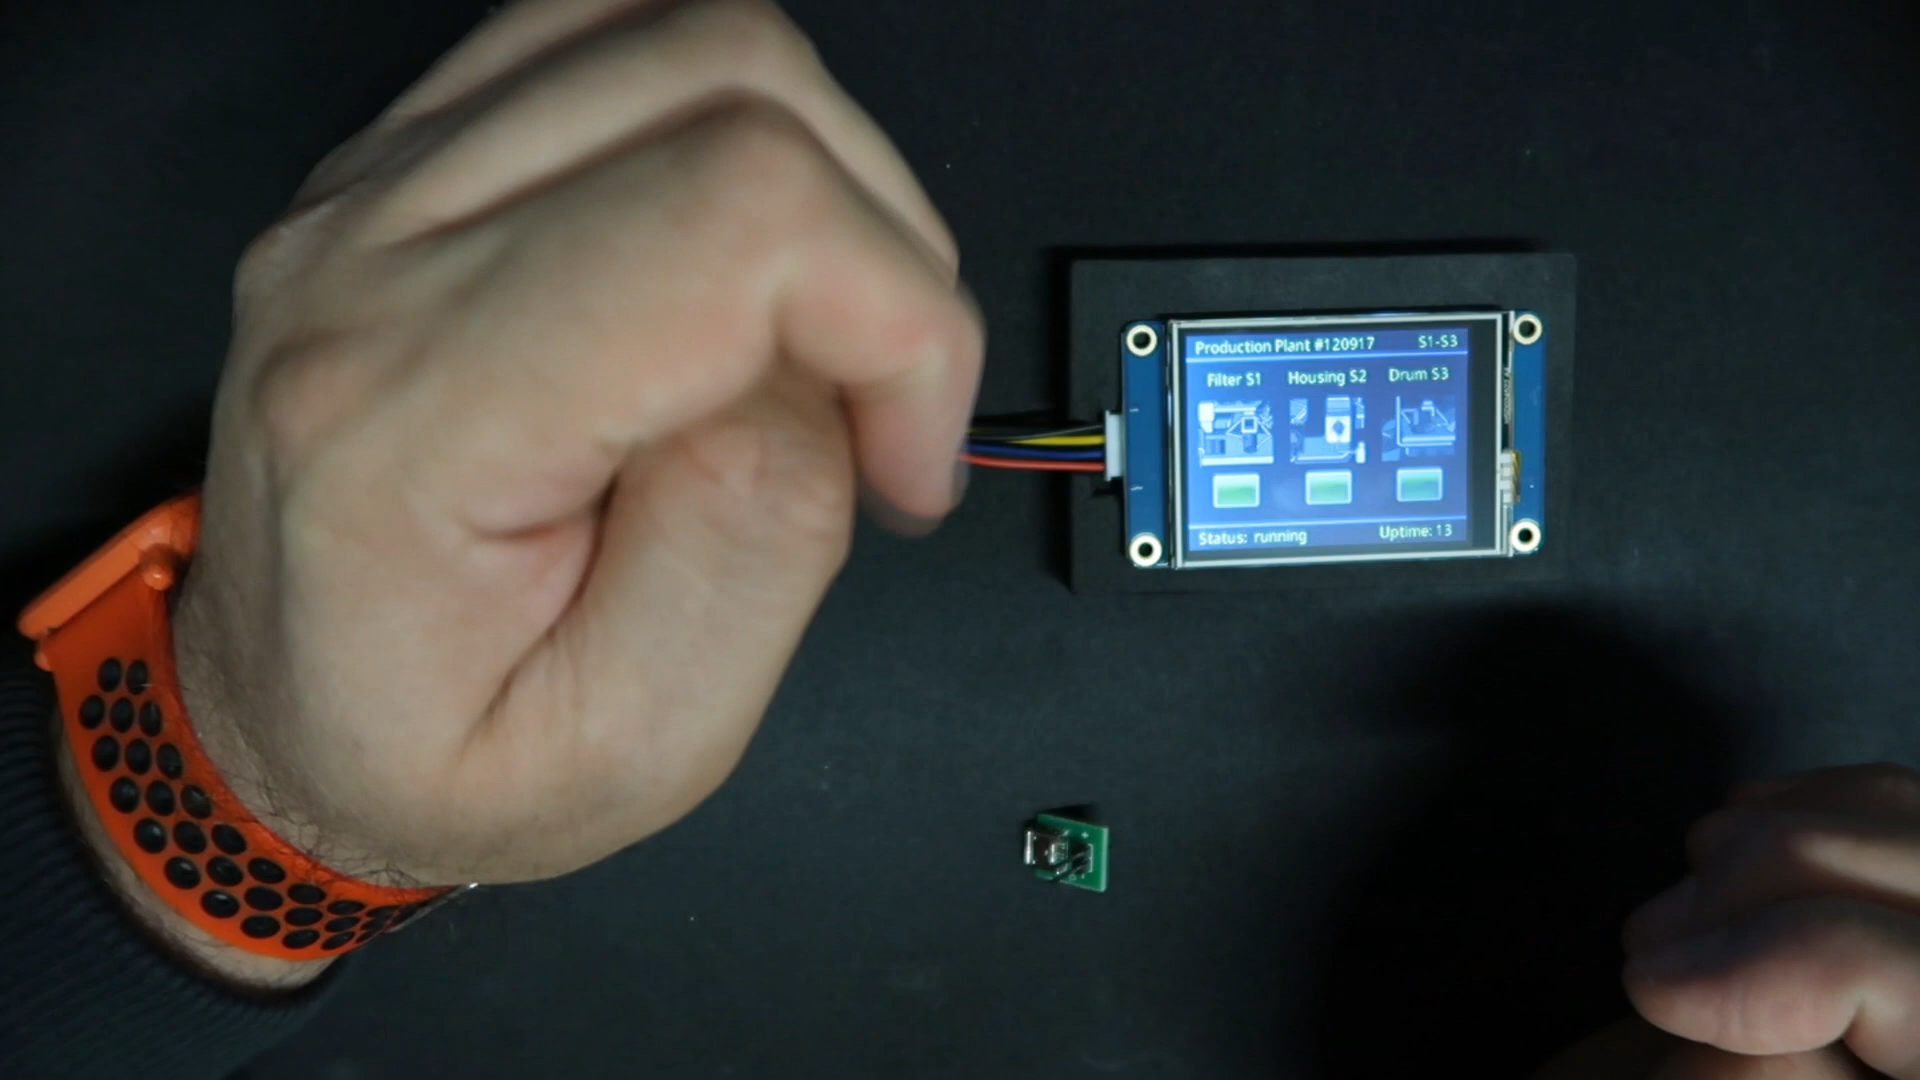 Production Plant #120917 S1-S3
Filter S1 Housing S2 Drum S3
Status: running Uptime: 13